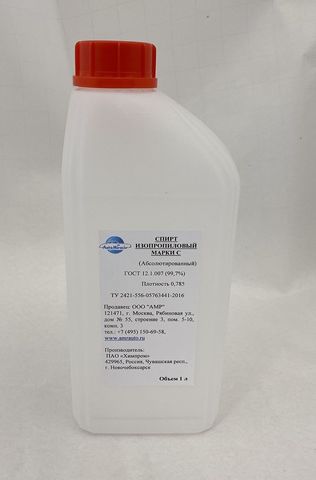 СПИРТ
ИЗОПРОПИЛОВЫЙ
МАРКИ С
(Абсолютированный)
ГОСТ 12.1.007 (99,7%)
Плотность 0,785
ТУ 2421-556-05763441-2016
Продавец: ООО "АМР"
121471, г. Москва, Рябиновая ул.,
дом № 55, строение 3, пом. 5-10,
комн. 3
тел.: +7 (495) 150-69-58,
www.amrauto.ru
Производитель:
ПАО «Химпром»
429965, Россия, Чувашская респ.,
г. Новочебоксарск
Объем 1 л